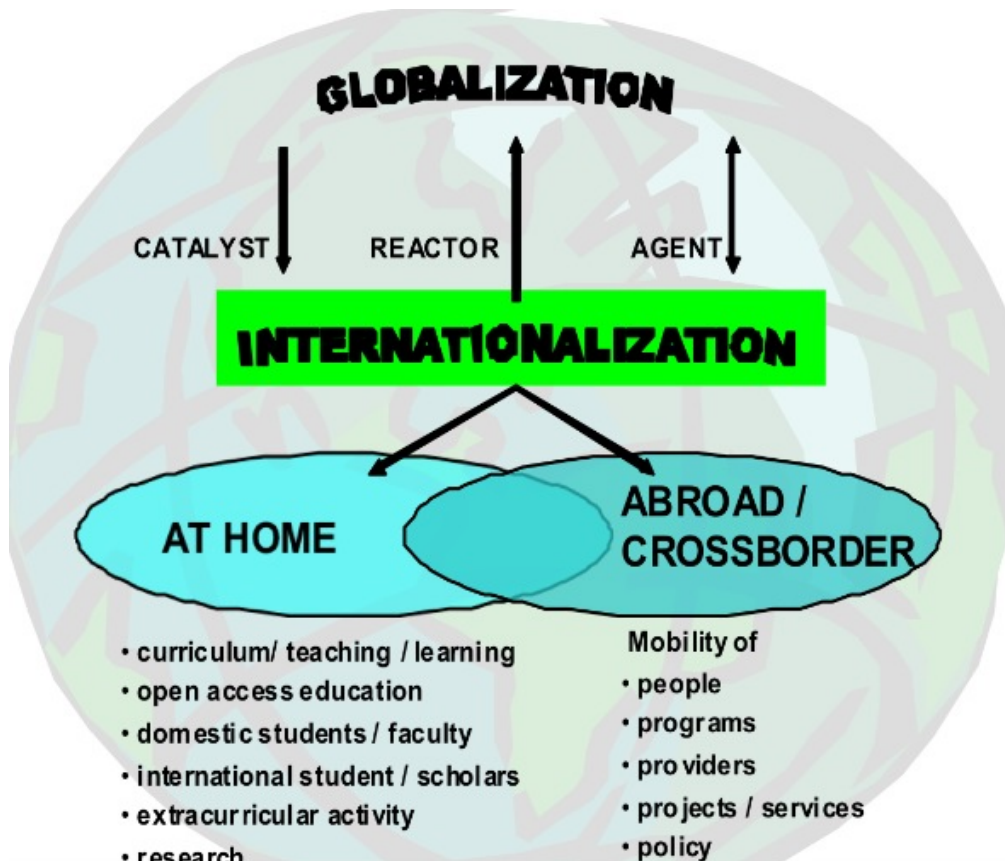 GLOBALIZATION
CATALYST
REACTOR
AGENT
INTERNATIONALIZATION
AT HOME
ABROAD /
CROSSBORDER
• curriculum/ teaching / learning
• open access education
• domestic students / faculty
• international student / scholars
• extracurricular activity
• research
Mobility of
• people
• programs
• providers
• projects / services
• policy